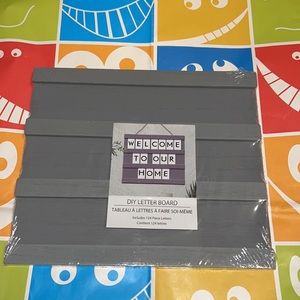 WELCOME
TO OUR
HOME
DIY LETTER BOARD
TABLEAU À LETTRES À FAIRE SOI-MÊME
Includes 124 Piece Letters
Contient 124 lettres